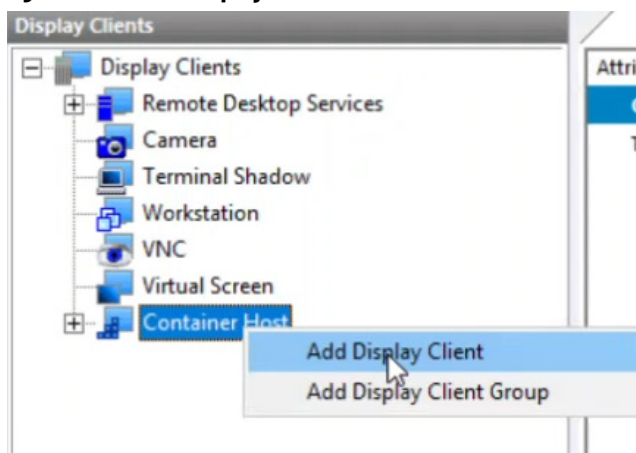 Display Clients
Display Clients
Attri
Remote Desktop Services
Camera
Terminal Shadow
Workstation
VNC
Virtual Screen
Container Host
Add Display Client
Add Display Client Group